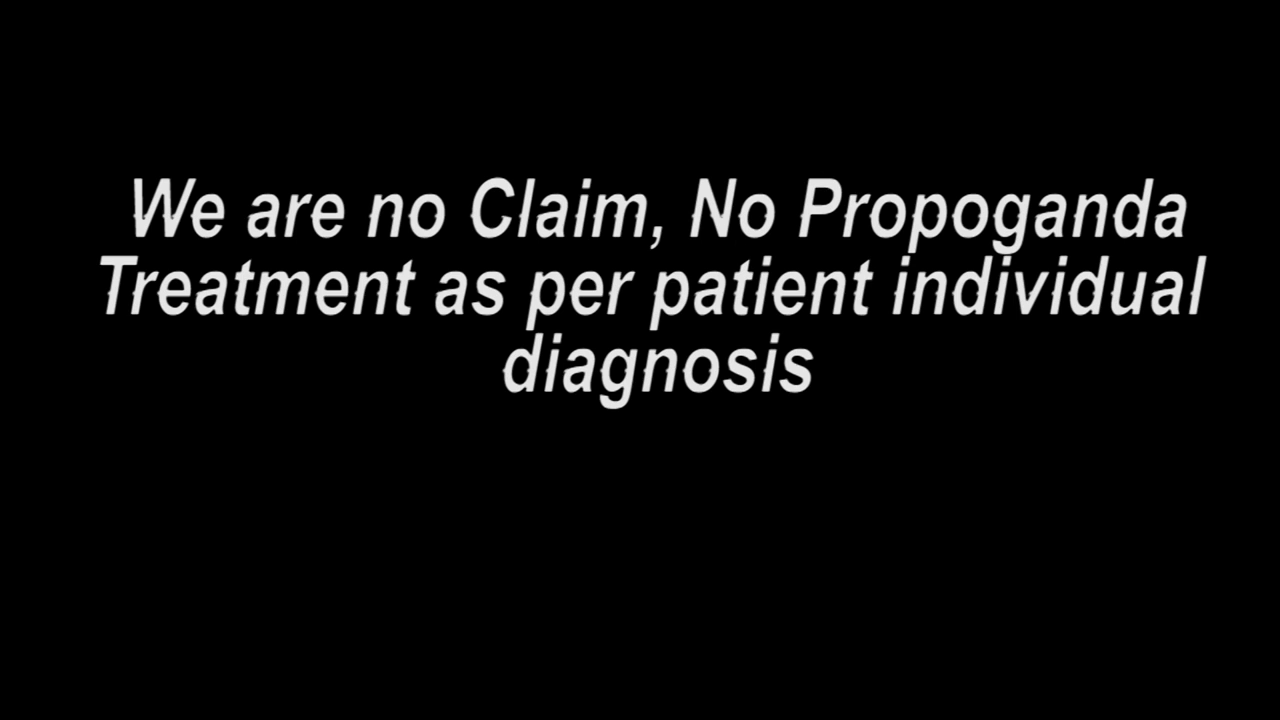 We are no Claim, No Propoganda
Treatment as per patient individual
diagnosis